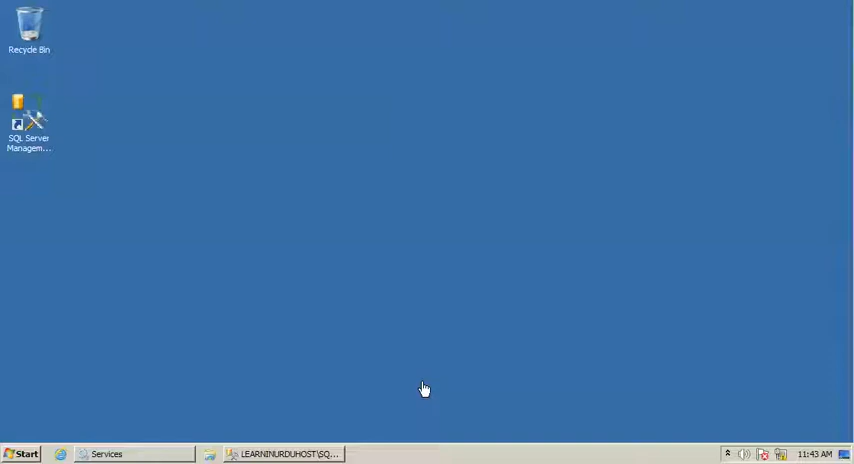 Recycle Bin
SQL Server
Managem...
Start
Services
LEARNINURDUHOST\SQ...
11:43 AM